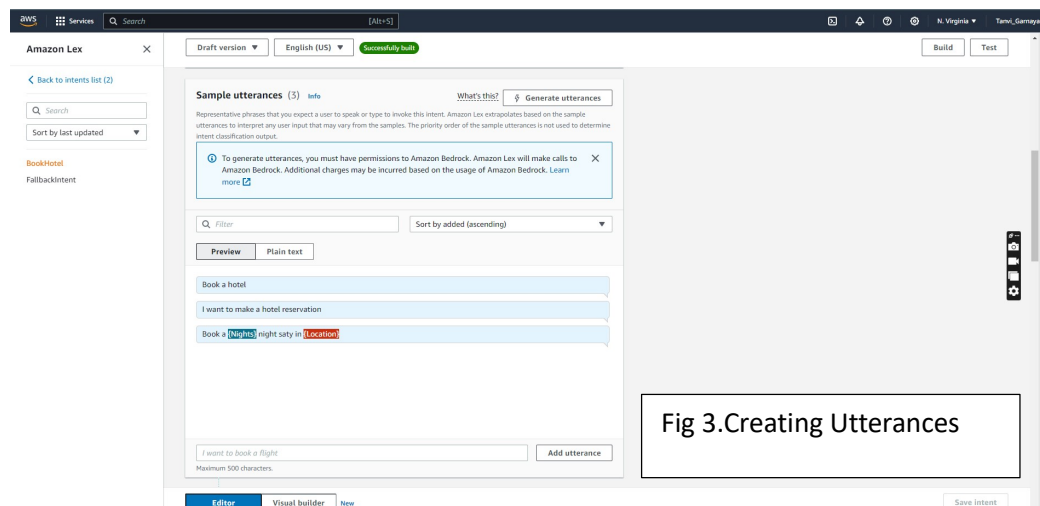 aws Services Search [Alt+S] N. Virginia ▼ Tanvi_Gamaya
Amazon Lex
Draft version ▼ English (US) ▼ Successfully built Build Test
Back to intents list (2)
Search
Sort by last updated ▼
BookHotel
FallbackIntent
Sample utterances (3) Info What's this? Generate utterances
Representative phrases that you expect a user to speak or type to invoke this intent. Amazon Lex extrapolates based on the sample
utterances to interpret any user input that may vary from the samples. The priority order of the sample utterances is not used to determine
intent classification output.
To generate utterances, you must have permissions to Amazon Bedrock. Amazon Lex will make calls to
Amazon Bedrock. Additional charges may be incurred based on the usage of Amazon Bedrock. Learn
more
Filter Sort by added (ascending) ▼
Preview Plain text
Book a hotel
I want to make a hotel reservation
Book a {Nights} night saty in {Location}
Fig 3.Creating Utterances
I want to book a flight Add utterance
Maximum 500 characters.
Editor Visual builder New Save intent